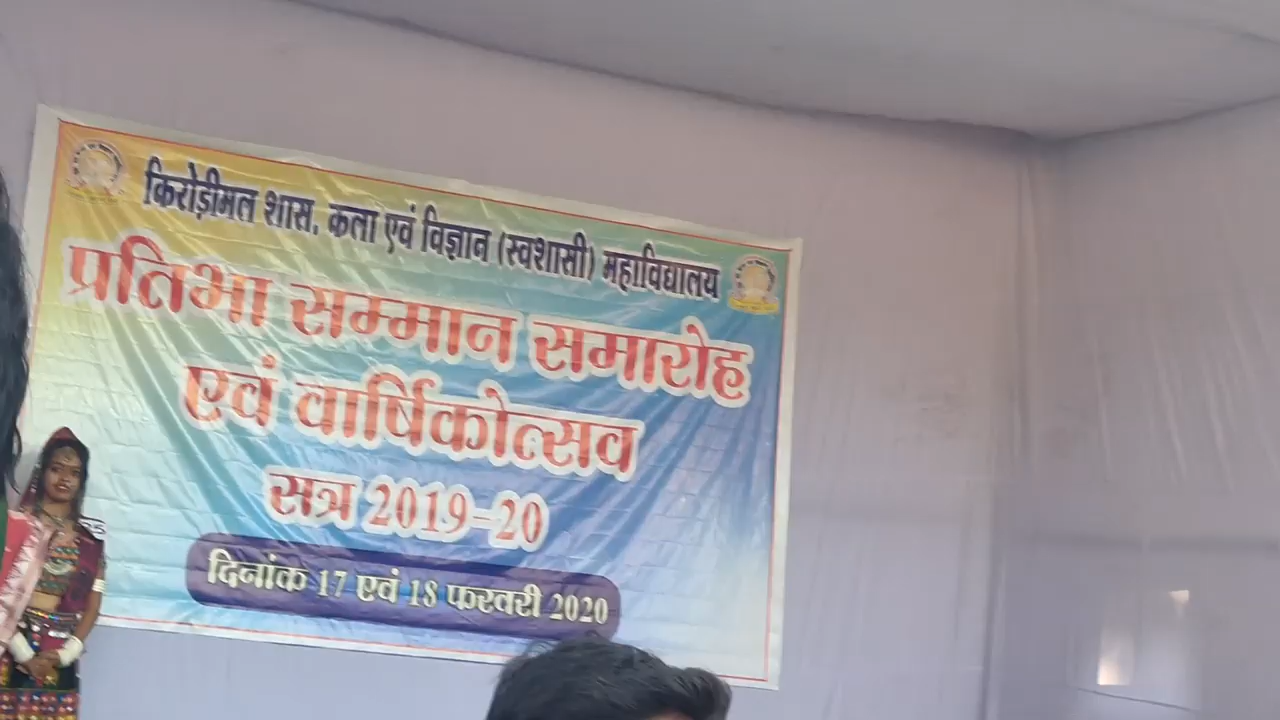 किरोड़ीमल शास. कला एवं विज्ञान (स्वशासी) महाविद्यालय
प्रतिभा सम्मान समारोह
एवं वार्षिकोत्सव
सत्र 2019-20
दिनांक 17 एवं 18 फरवरी 2020